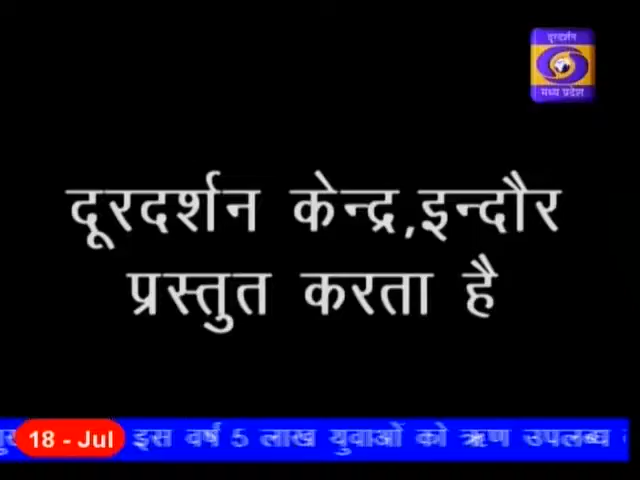 दूरदर्शन
मध्य प्रदेश
दूरदर्शन केन्द्र,इन्दौर
प्रस्तुत करता है
18 - Jul इस वर्ष 5 लाख युवाओं को ऋण उपलब्ध